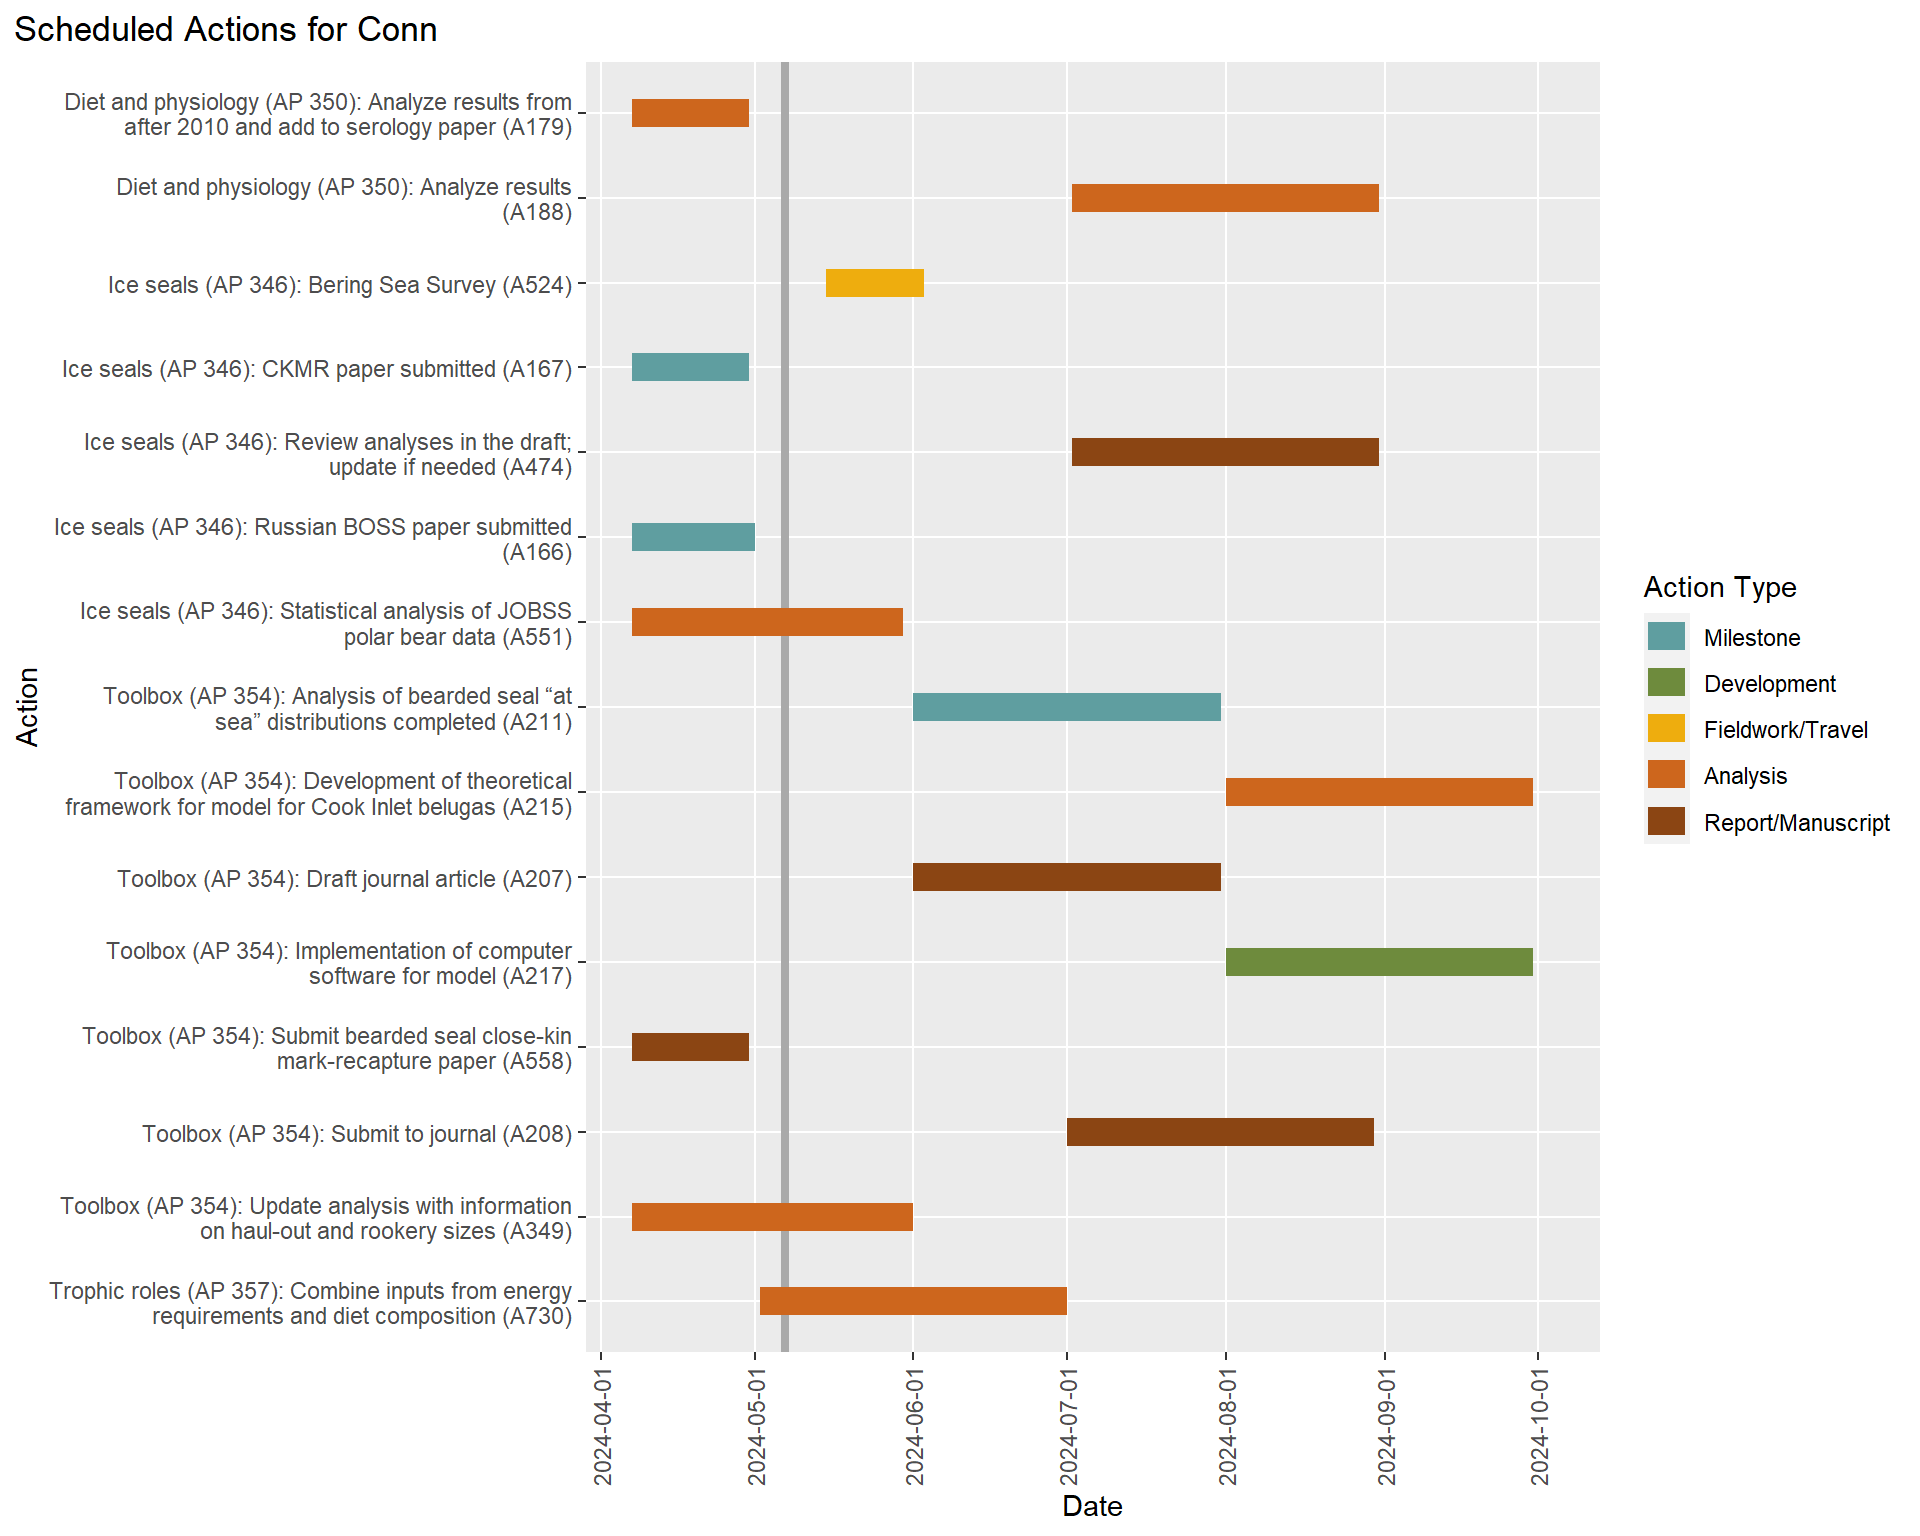 Scheduled Actions for Conn
Diet and physiology (AP 350): Analyze results from
after 2010 and add to serology paper (A179)
Diet and physiology (AP 350): Analyze results
(A188)
Ice seals (AP 346): Bering Sea Survey (A524)
Ice seals (AP 346): CKMR paper submitted (A167)
Ice seals (AP 346): Review analyses in the draft;
update if needed (A474)
Ice seals (AP 346): Russian BOSS paper submitted
(A166)
Ice seals (AP 346): Statistical analysis of JOBSS
polar bear data (A551)
Toolbox (AP 354): Analysis of bearded seal “at
sea” distributions completed (A211)
Toolbox (AP 354): Development of theoretical
framework for model for Cook Inlet belugas (A215)
Toolbox (AP 354): Draft journal article (A207)
Toolbox (AP 354): Implementation of computer
software for model (A217)
Toolbox (AP 354): Submit bearded seal close-kin
mark-recapture paper (A558)
Toolbox (AP 354): Submit to journal (A208)
Toolbox (AP 354): Update analysis with information
on haul-out and rookery sizes (A349)
Trophic roles (AP 357): Combine inputs from energy
requirements and diet composition (A730)
Action
2024-04-01
2024-05-01
2024-06-01
2024-07-01
2024-08-01
2024-09-01
2024-10-01
Date
Action Type
Milestone
Development
Fieldwork/Travel
Analysis
Report/Manuscript